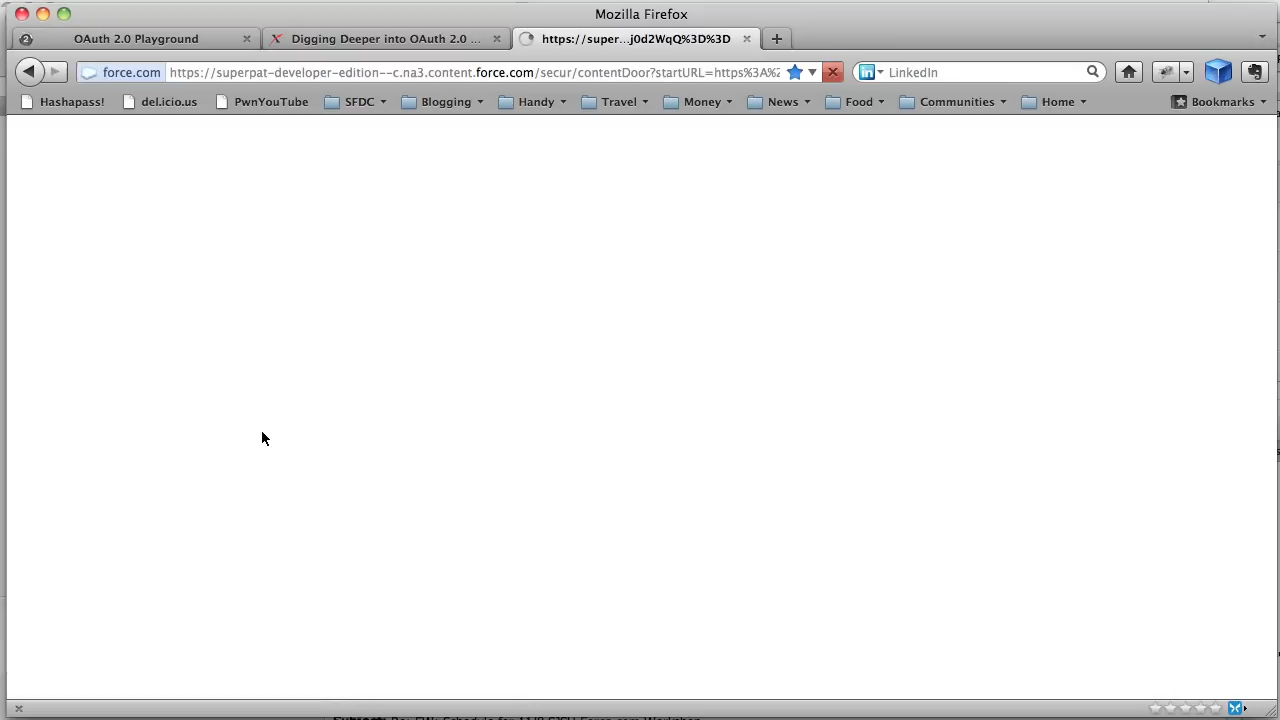 Mozilla Firefox
OAuth 2.0 Playground
Digging Deeper into OAuth 2.0 ...
https://super...j0d2WqQ%3D%3D
force.com
https://superpat-developer-edition--c.na3.content.force.com/secur/contentDoor?startURL=https%3A%2
LinkedIn
Hashapass!
del.icio.us
PwnYouTube
SFDC
Blogging
Handy
Travel
Money
News
Food
Communities
Home
Bookmarks